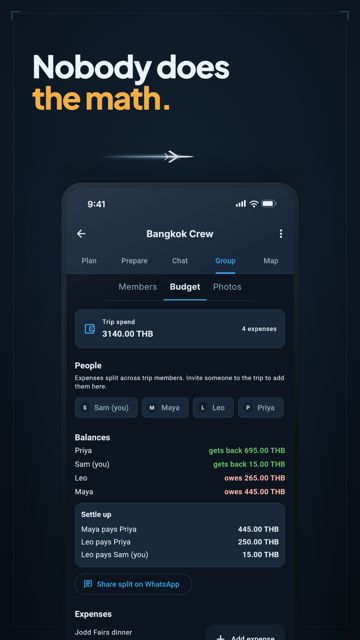 Nobody does
the math.
9:41
Bangkok Crew
Plan Prepare Chat Group Map
Members Budget Photos
Trip spend
3140.00 THB
4 expenses
People
Expenses split across trip members. Invite someone to the trip to add
them here.
S Sam (you) M Maya L Leo P Priya
Balances
Priya gets back 695.00 THB
Sam (you) gets back 15.00 THB
Leo owes 265.00 THB
Maya owes 445.00 THB
Settle up
Maya pays Priya 445.00 THB
Leo pays Priya 250.00 THB
Leo pays Sam (you) 15.00 THB
Share split on WhatsApp
Expenses
Jodd Fairs dinner
+ Add expense